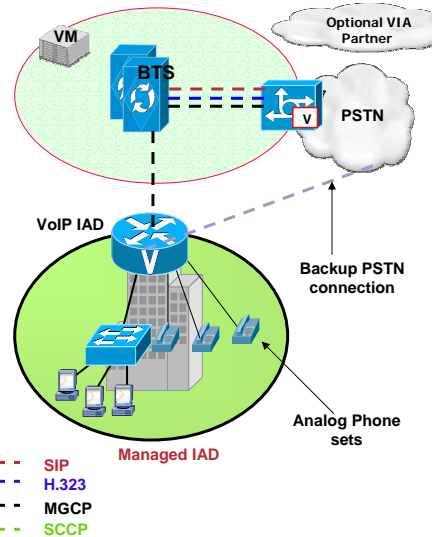 VM
Optional VIA
Partner
BTS
V
PSTN
VoIP IAD
V
Backup PSTN
connection
Analog Phone
sets
Managed IAD
SIP
H.323
MGCP
SCCP